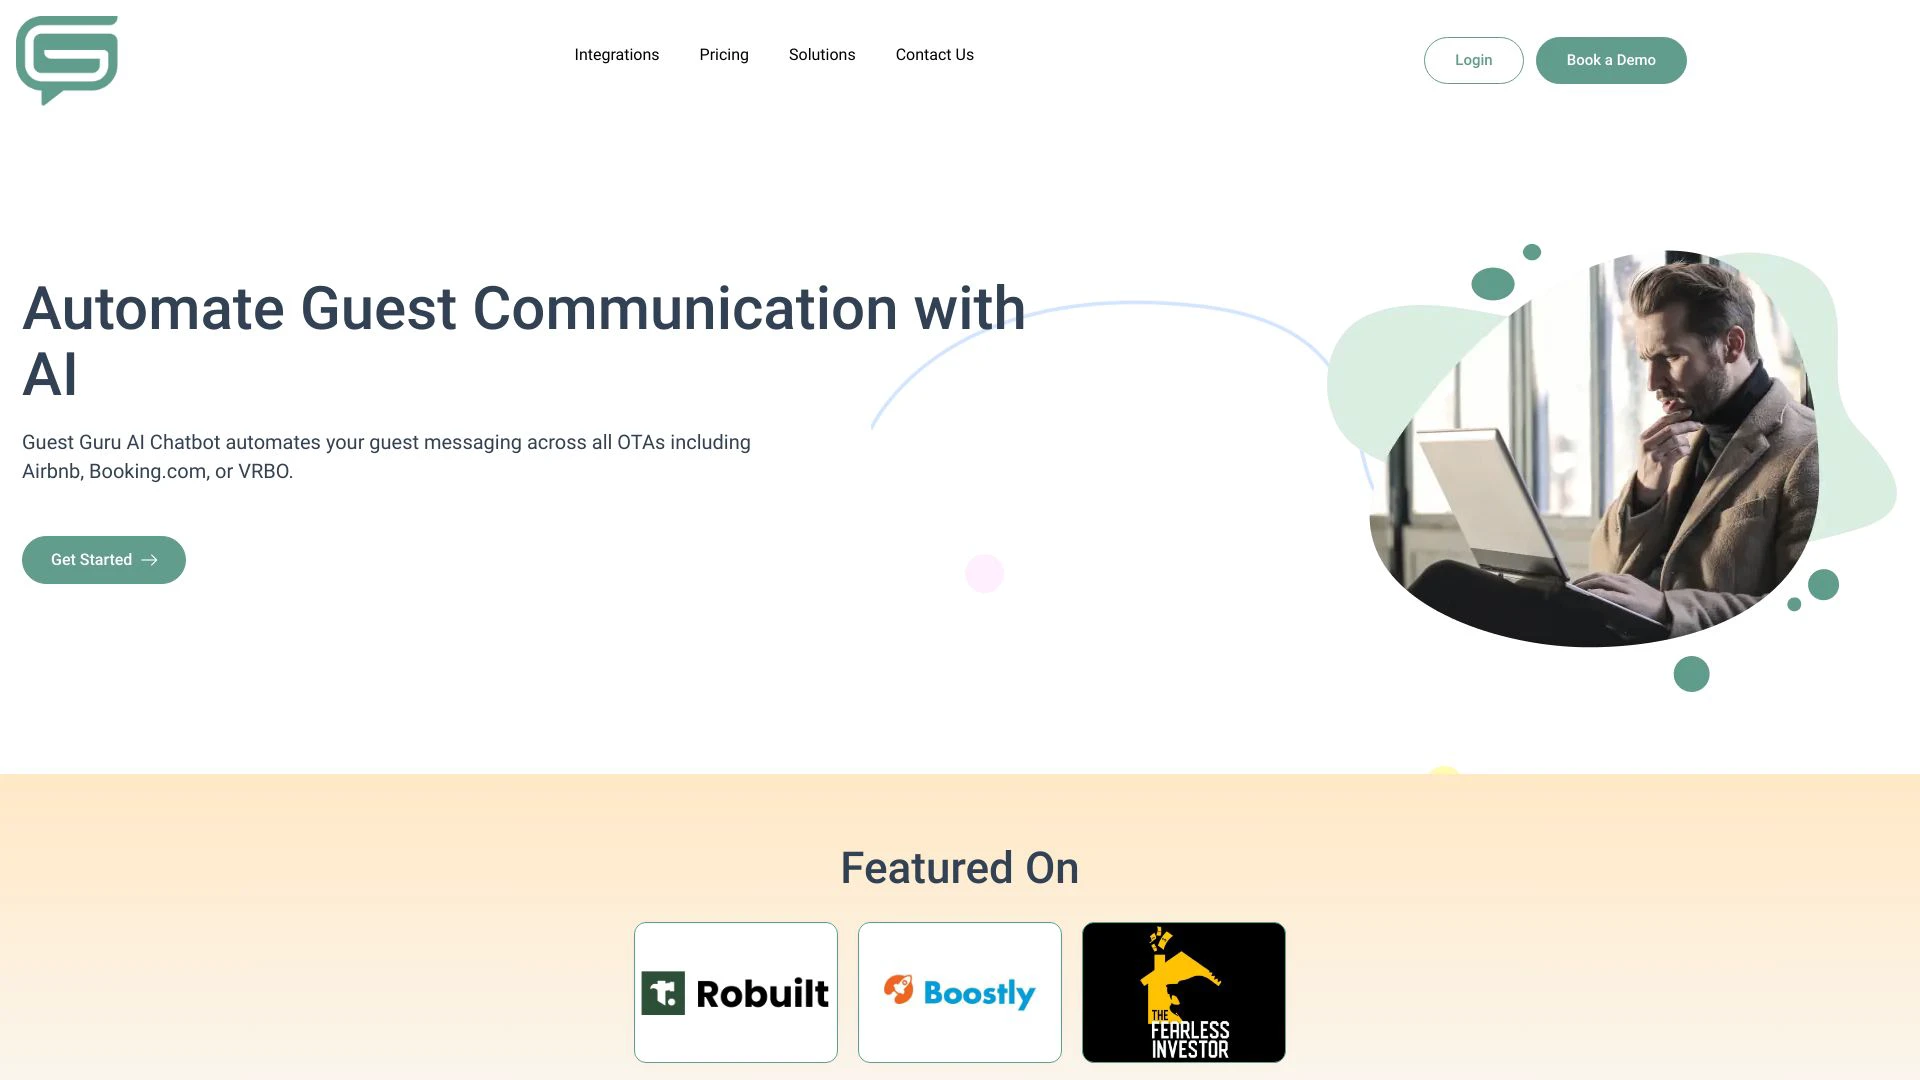 Integrations
Pricing
Solutions
Contact Us
Login
Book a Demo
Automate Guest Communication with
AI
Guest Guru AI Chatbot automates your guest messaging across all OTAs including
Airbnb, Booking.com, or VRBO.
Get Started
Featured On
Robuilt
Boostly
THE
FEARLESS
INVESTOR